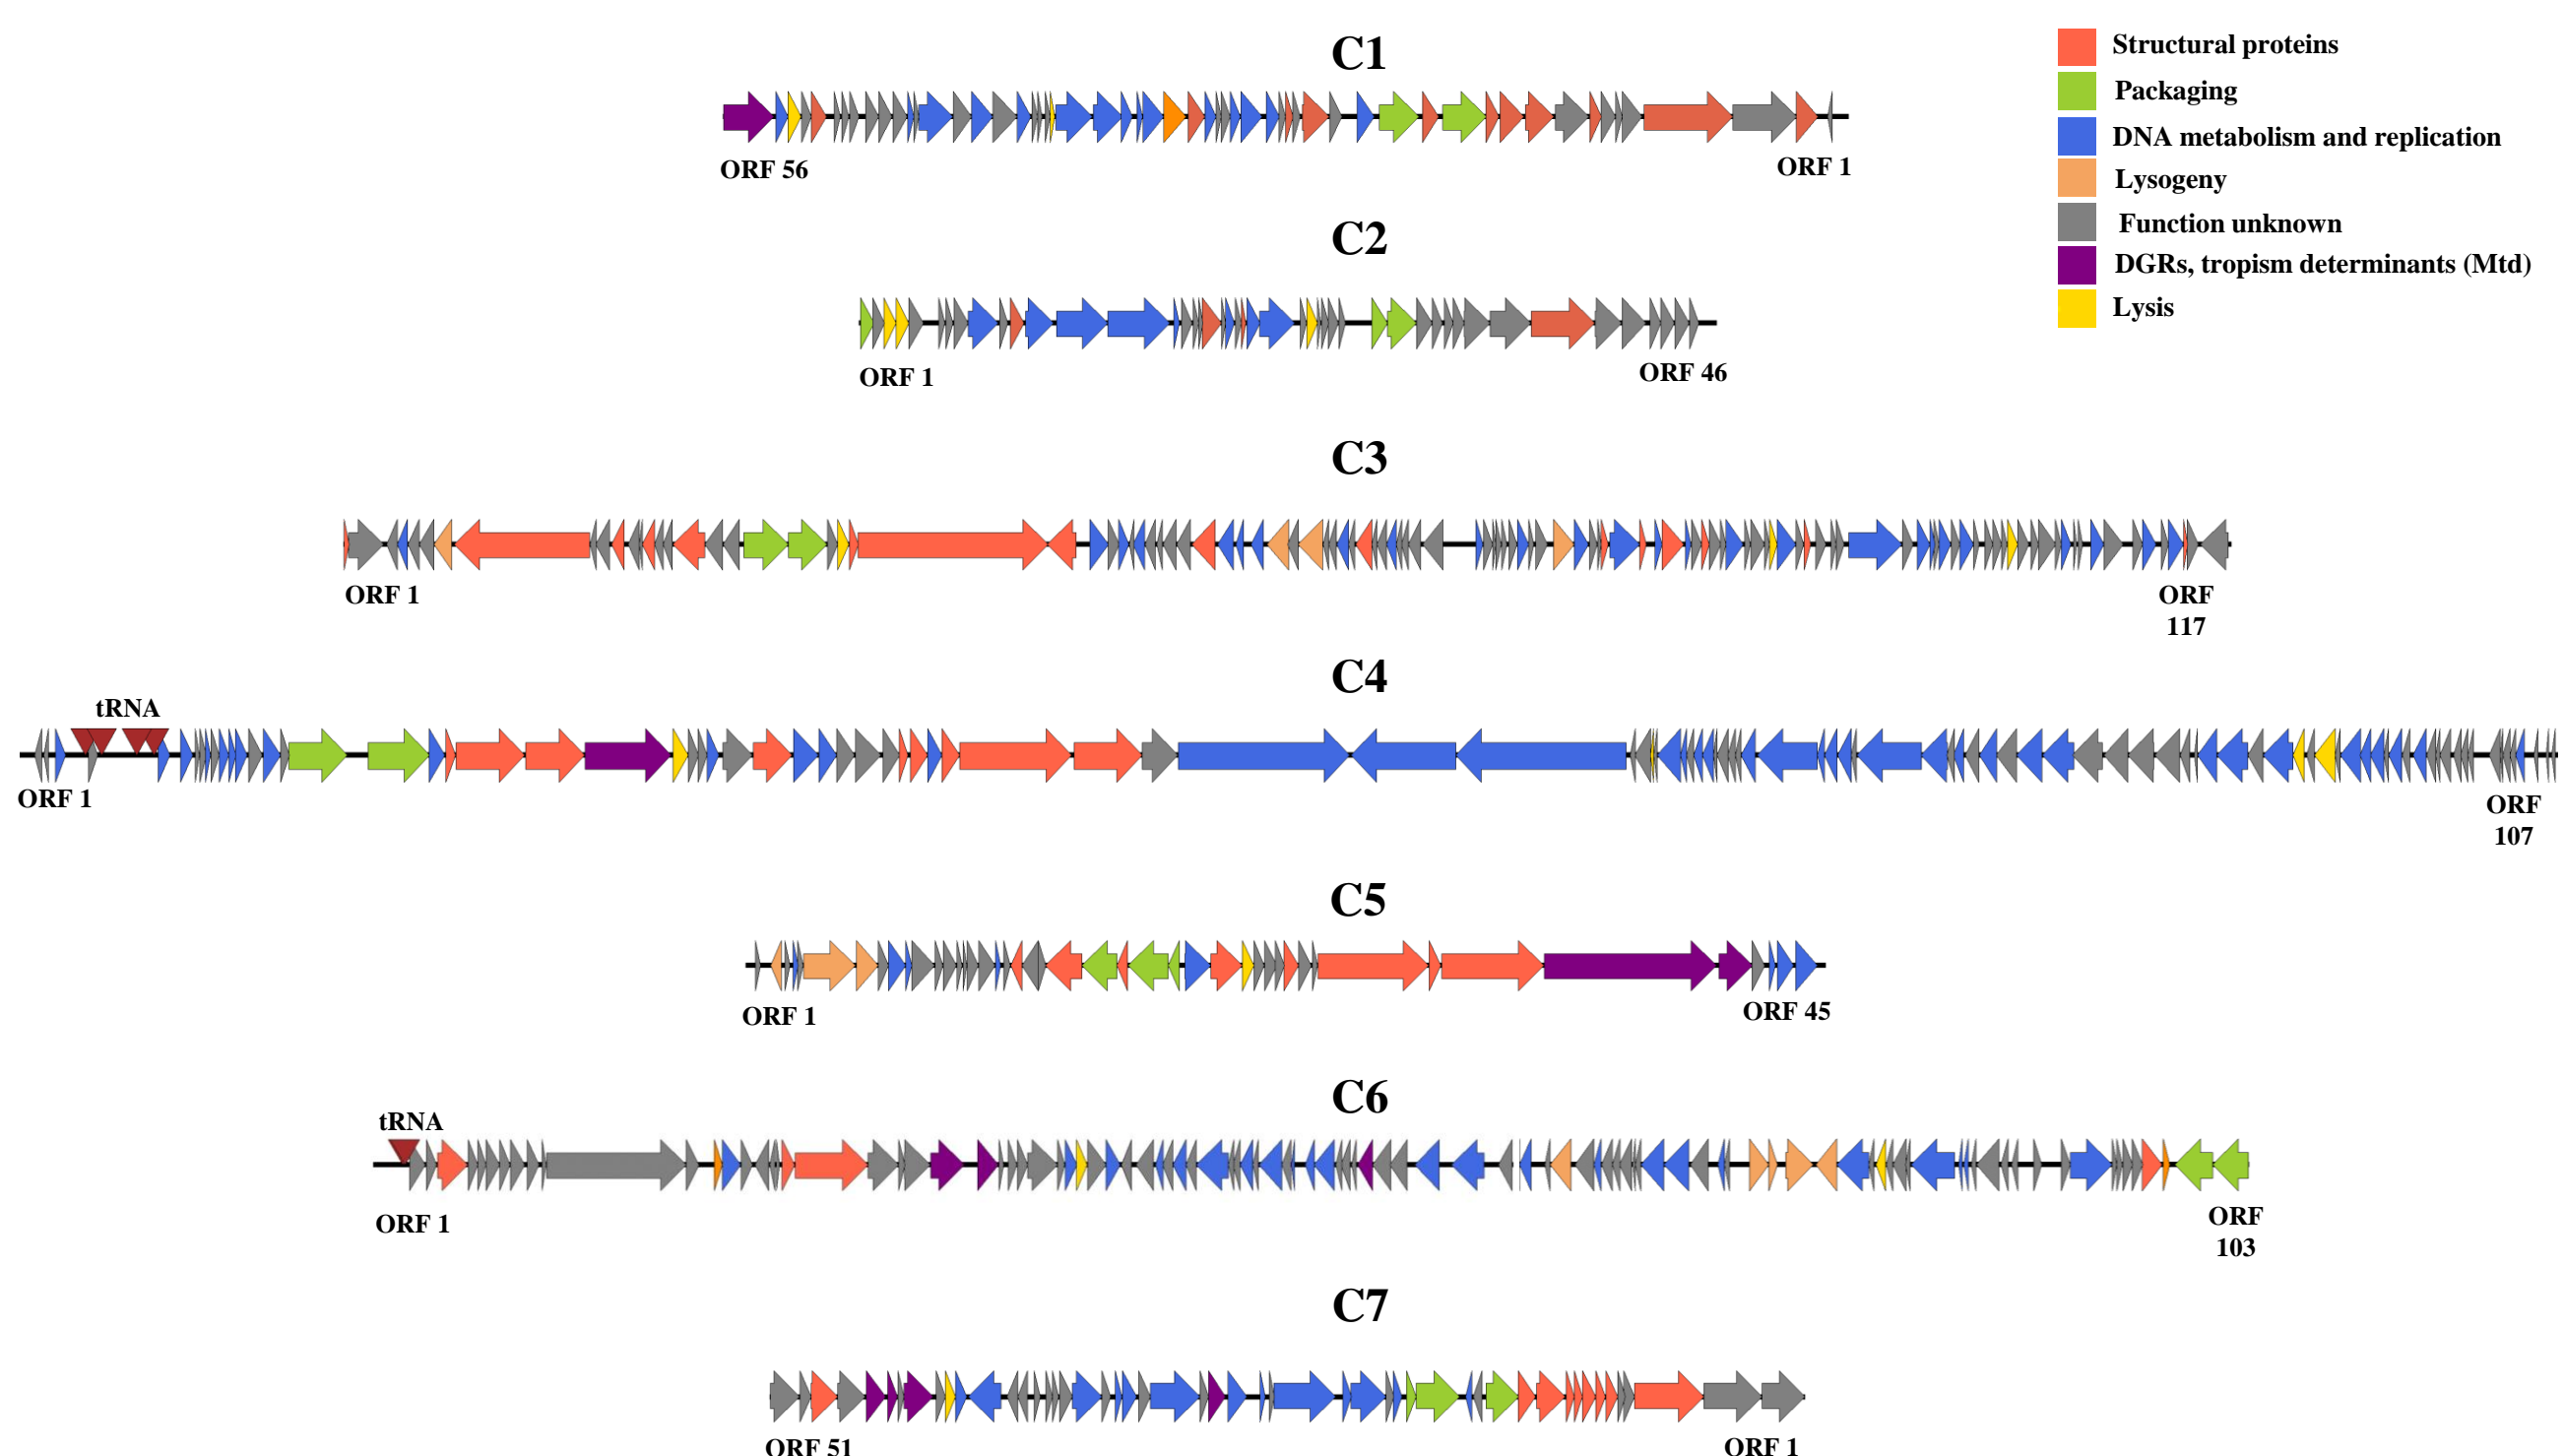 C1
ORF 56
ORF 1
Structural proteins
Packaging
DNA metabolism and replication
Lysogeny
Function unknown
DGRs, tropism determinants (Mtd)
Lysis
C2
ORF 1
ORF 46
C3
ORF 1
ORF
117
C4
tRNA
ORF 1
ORF
107
C5
ORF 1
ORF 45
C6
tRNA
ORF 1
ORF
103
C7
ORF 51
ORF 1